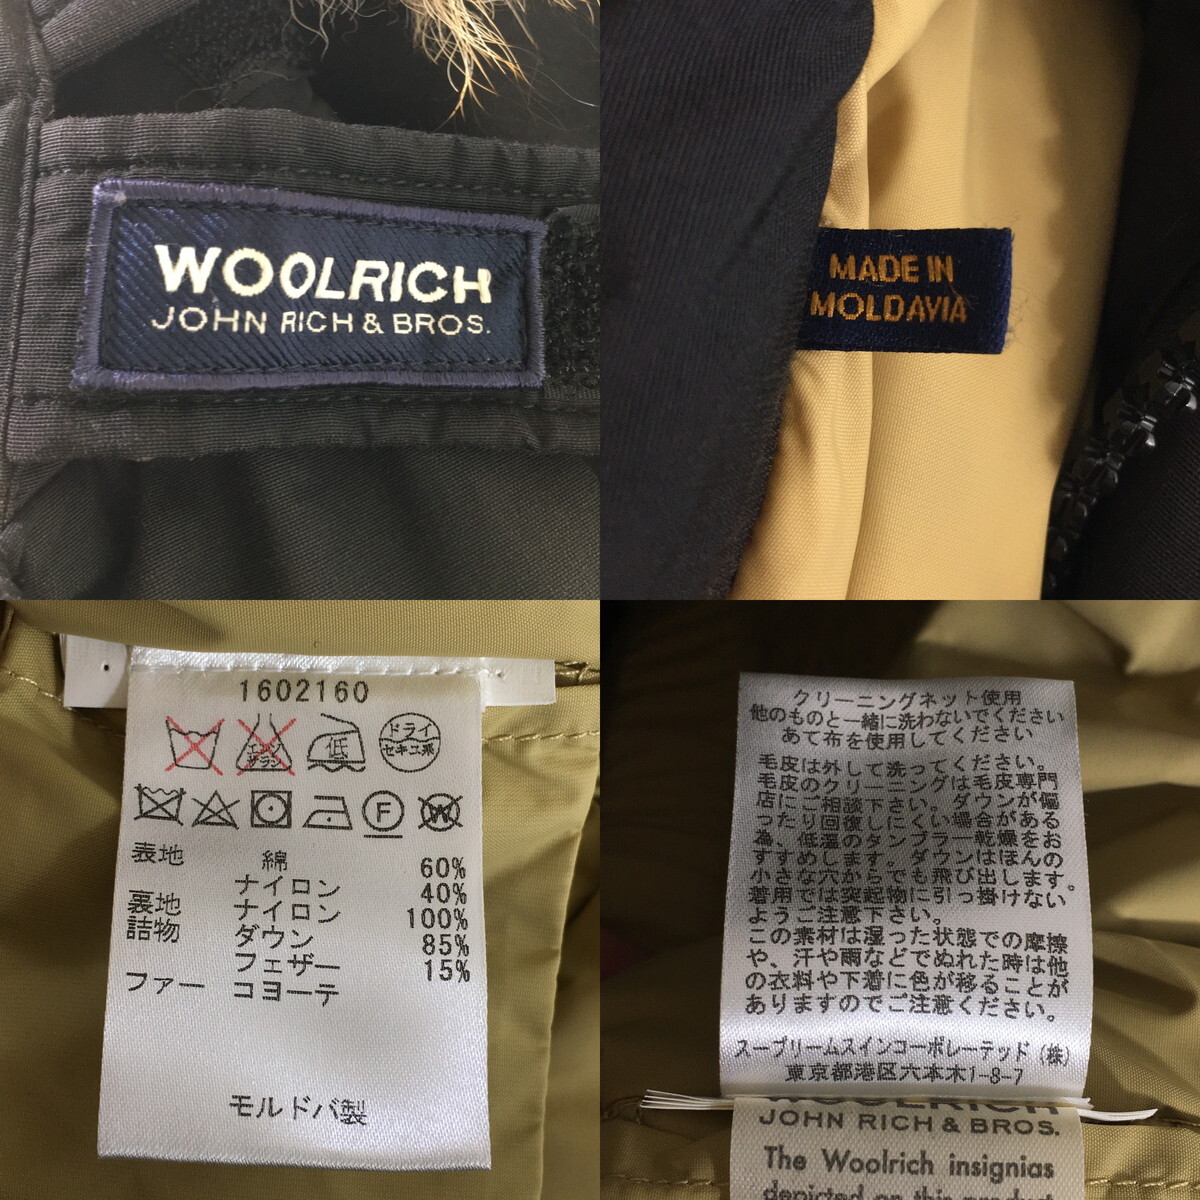 WOOLRICH
JOHN RICH & BROS.
MADE IN
MOLDAVIA
1602160
エンソ
サラシ
低
ドライ
セキユ系
P
W
表地 綿 60%
ナイロン 40%
裏地 ナイロン 100%
詰物 ダウン 85%
フェザー 15%
ファー コヨーテ
モルドバ製
クリーニングネット使用
他のものと一緒に洗わないでください
あて布を使用してください
毛皮は外して洗ってください。
毛皮のクリーニングは毛皮専門
店にご相談下さい。ダウンが偏
ったり回復しにくい場合がある
為、低温のタンブラー乾燥をお
すすめします。ダウンはほんの
小さな穴からでも飛び出します。
着用では突起物に引っ掛けない
ようご注意下さい。
この素材は湿った状態での摩擦
や、汗や雨などでぬれた時は他
の衣料や下着に色が移ることが
ありますのでご注意ください。
スープリームスインコーポレーテッド (株)
東京都港区六本木1-8-7
WOOLRICH
JOHN RICH & BROS.
The Woolrich insignias
depicted on this